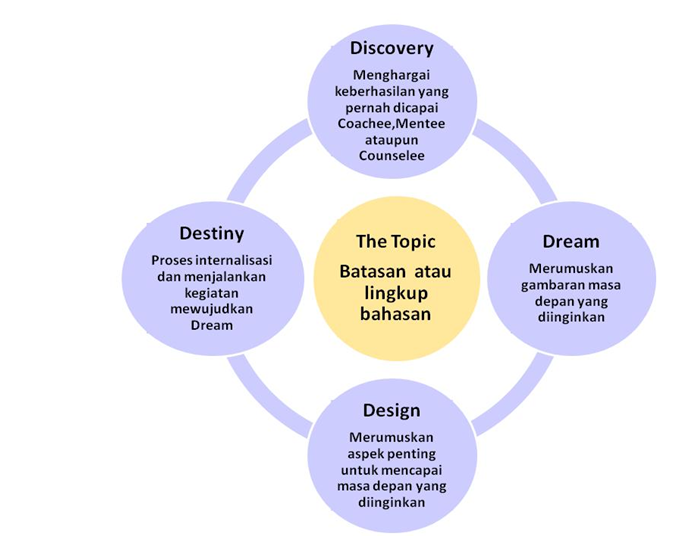 Discovery
Menghargai
keberhasilan yang
pernah dicapai
Coachee,Mentee
ataupun
Counselee
Destiny
Proses internalisasi
dan menjalankan
kegiatan
mewujudkan
Dream
The Topic
Batasan atau
lingkup
bahasan
Dream
Merumuskan
gambaran masa
depan yang
diinginkan
Design
Merumuskan
aspek penting
untuk mencapai
masa depan yang
diinginkan